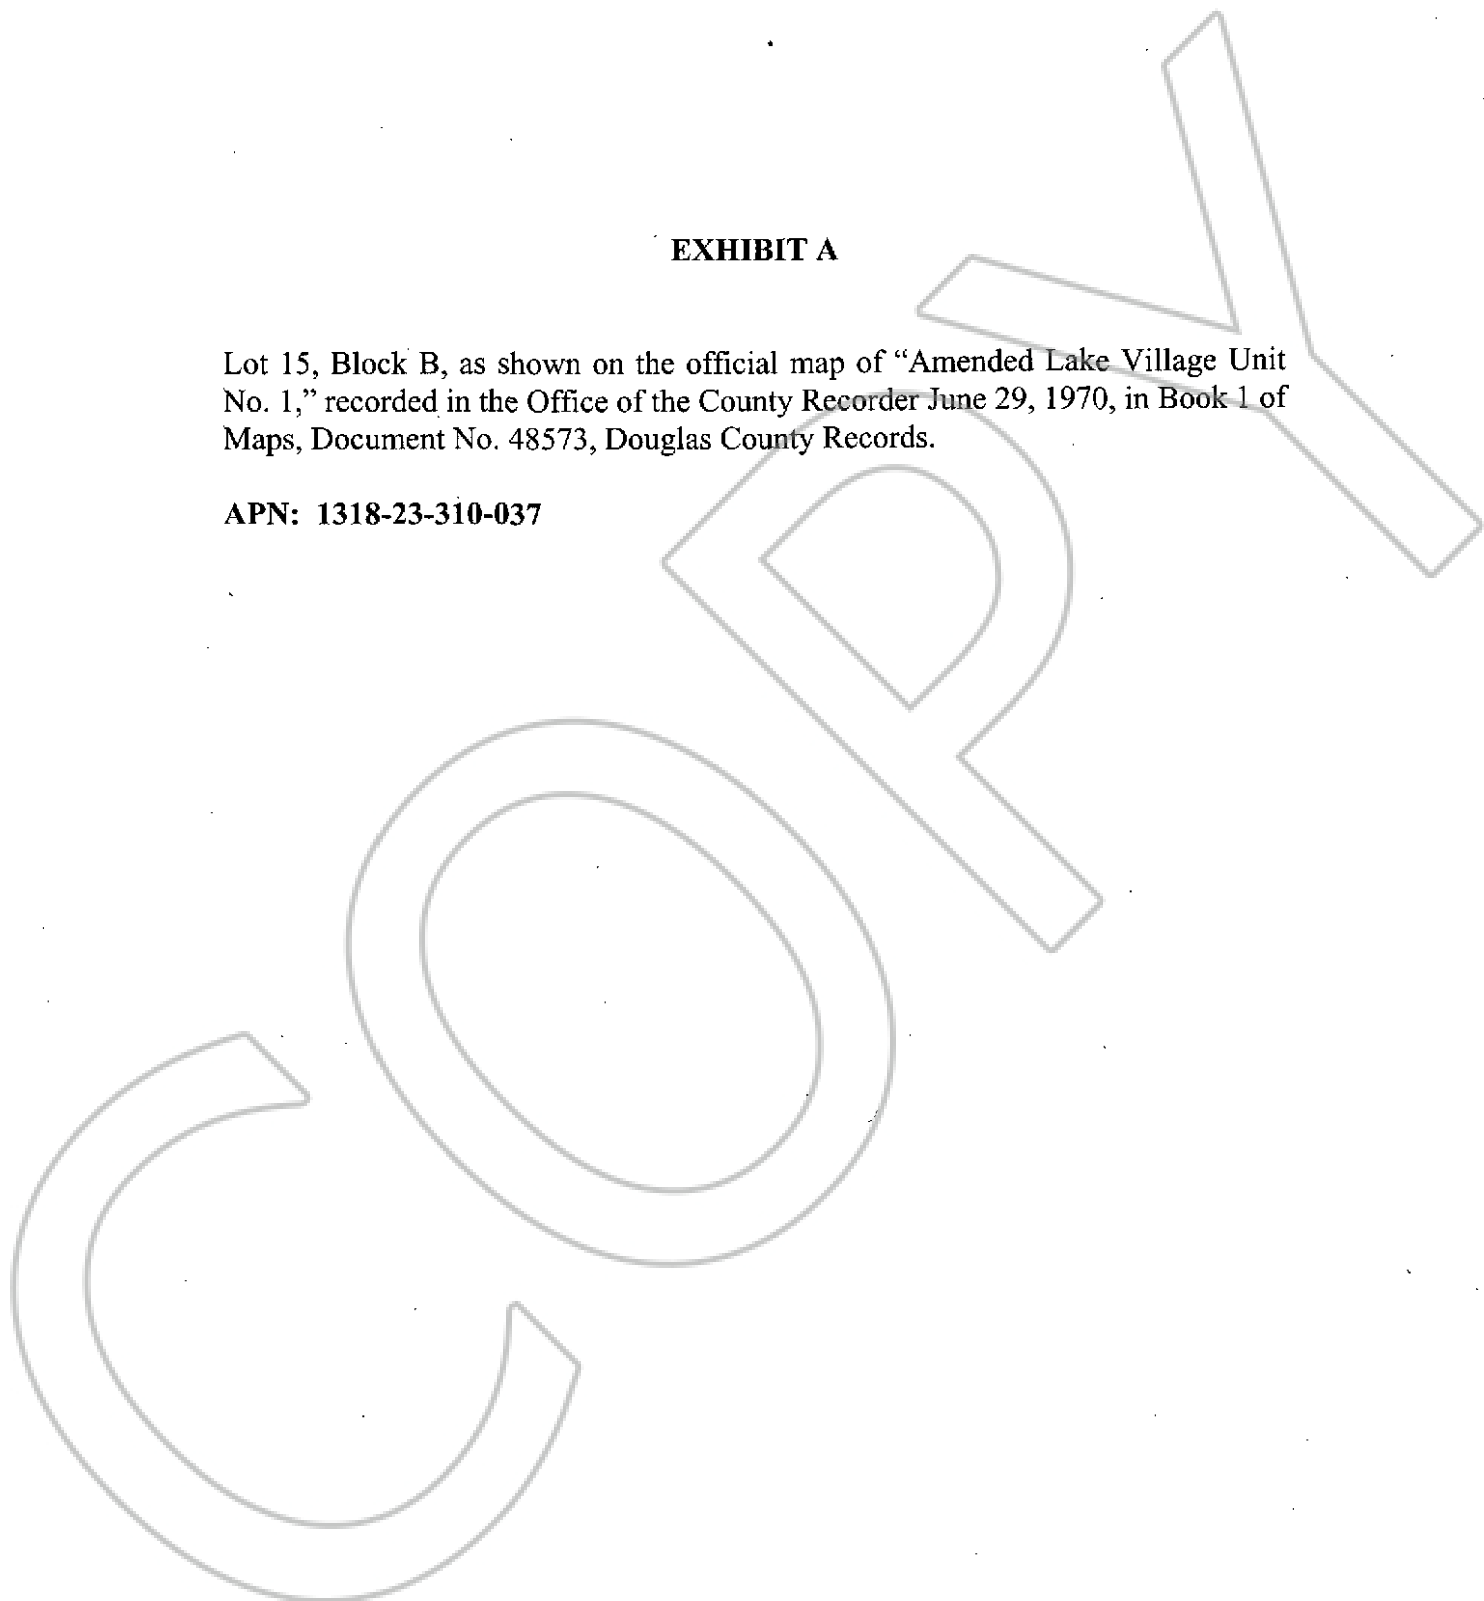 EXHIBIT A
Lot 15, Block B, as shown on the official map of “Amended Lake Village Unit
No. 1,” recorded in the Office of the County Recorder June 29, 1970, in Book 1 of
Maps, Document No. 48573, Douglas County Records.
APN: 1318-23-310-037
COPY